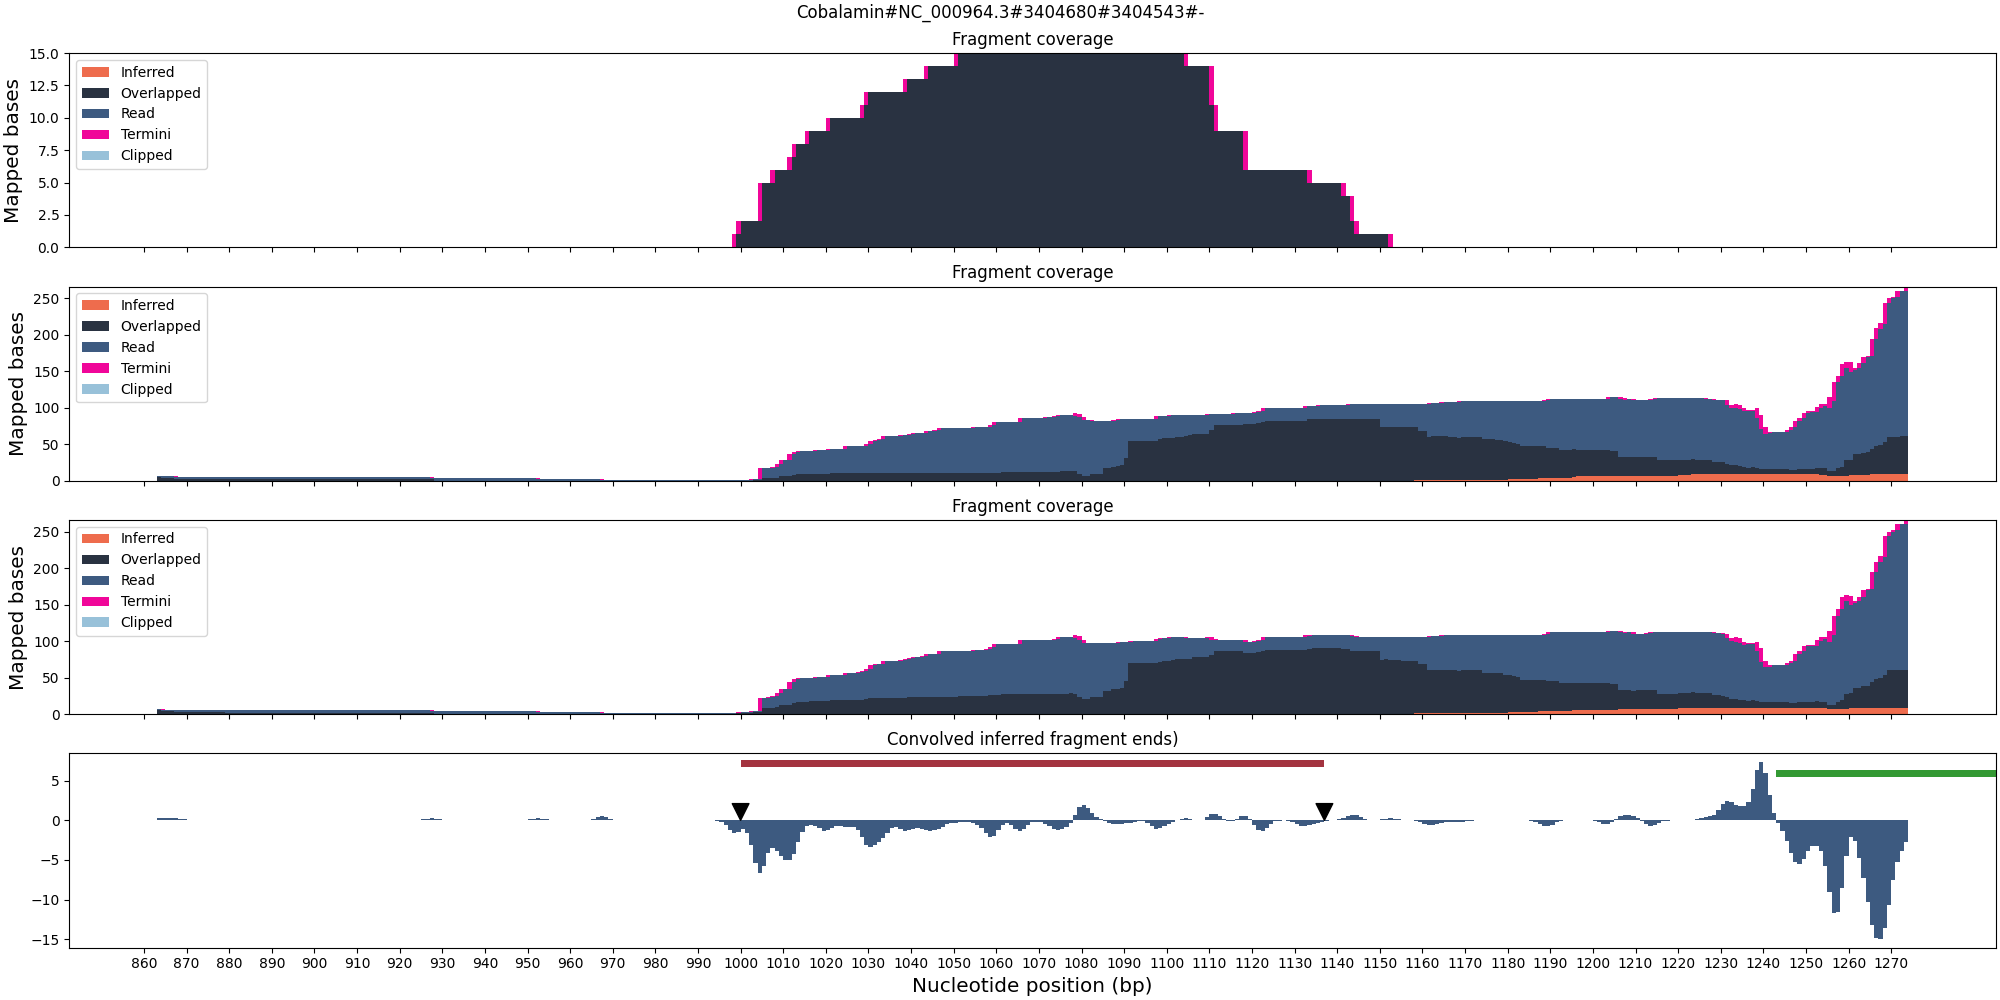 Cobalamin#NC_000964.3#3404680#3404543#-
Fragment coverage
Mapped bases
15.0
12.5
10.0
7.5
5.0
2.5
0.0
Inferred
Overlapped
Read
Termini
Clipped
Fragment coverage
Mapped bases
250
200
150
100
50
0
Inferred
Overlapped
Read
Termini
Clipped
Fragment coverage
Mapped bases
250
200
150
100
50
0
Inferred
Overlapped
Read
Termini
Clipped
Convolved inferred fragment ends)
5
0
−5
−10
−15
860 870 880 890 900 910 920 930 940 950 960 970 980 990 1000 1010 1020 1030 1040 1050 1060 1070 1080 1090 1100 1110 1120 1130 1140 1150 1160 1170 1180 1190 1200 1210 1220 1230 1240 1250 1260 1270
Nucleotide position (bp)